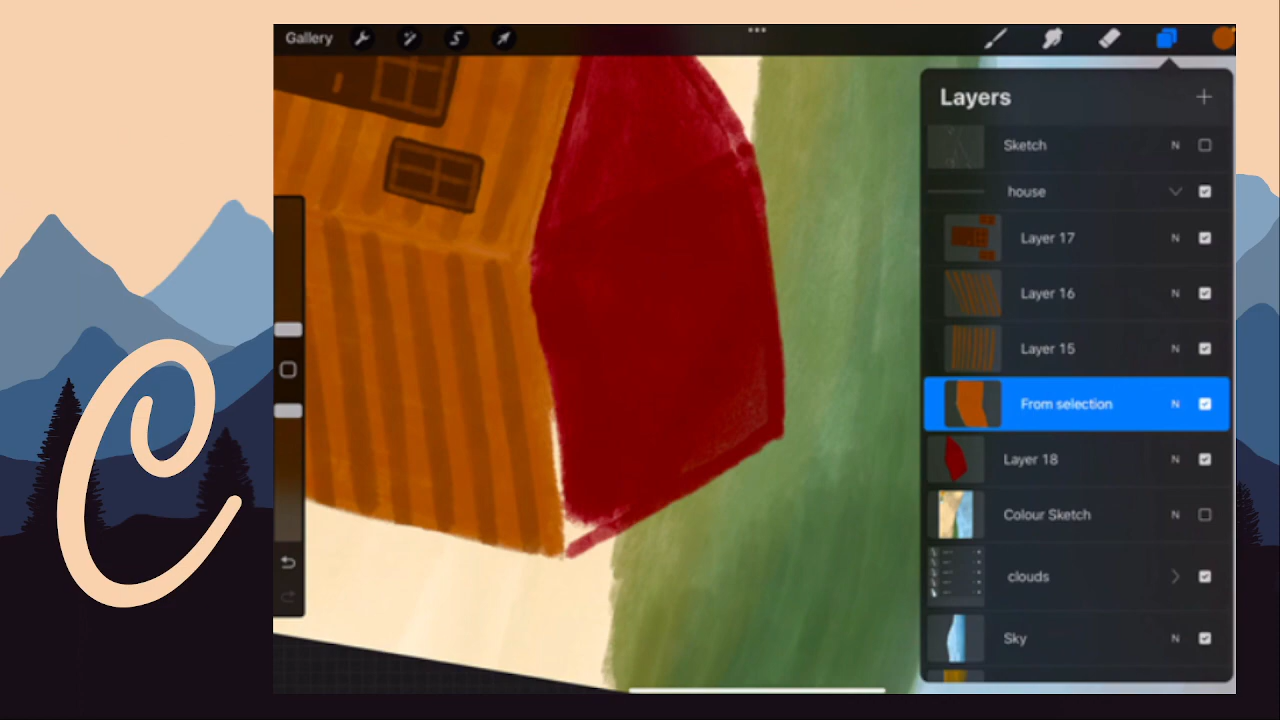 Gallery
Layers
Sketch N
house
Layer 17 N
Layer 16 N
Layer 15 N
From selection N
Layer 18 N
Colour Sketch N
clouds
Sky N
C